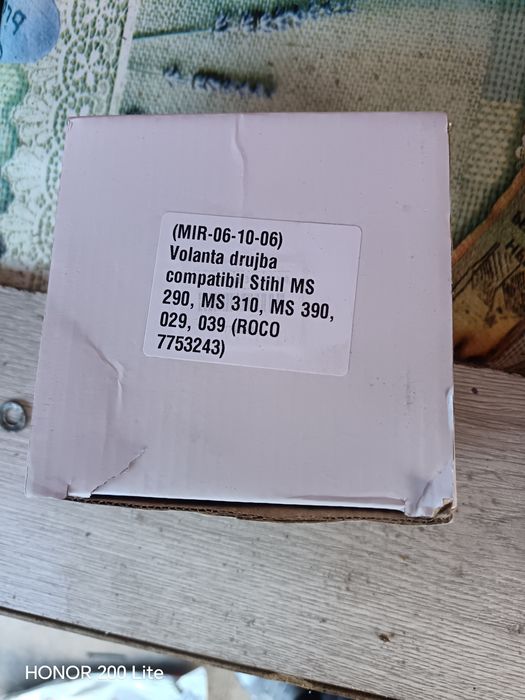 (MIR-06-10-06)
Volanta drujba
compatibil Stihl MS
290, MS 310, MS 390,
029, 039 (ROCO
7753243)
HONOR 200 Lite